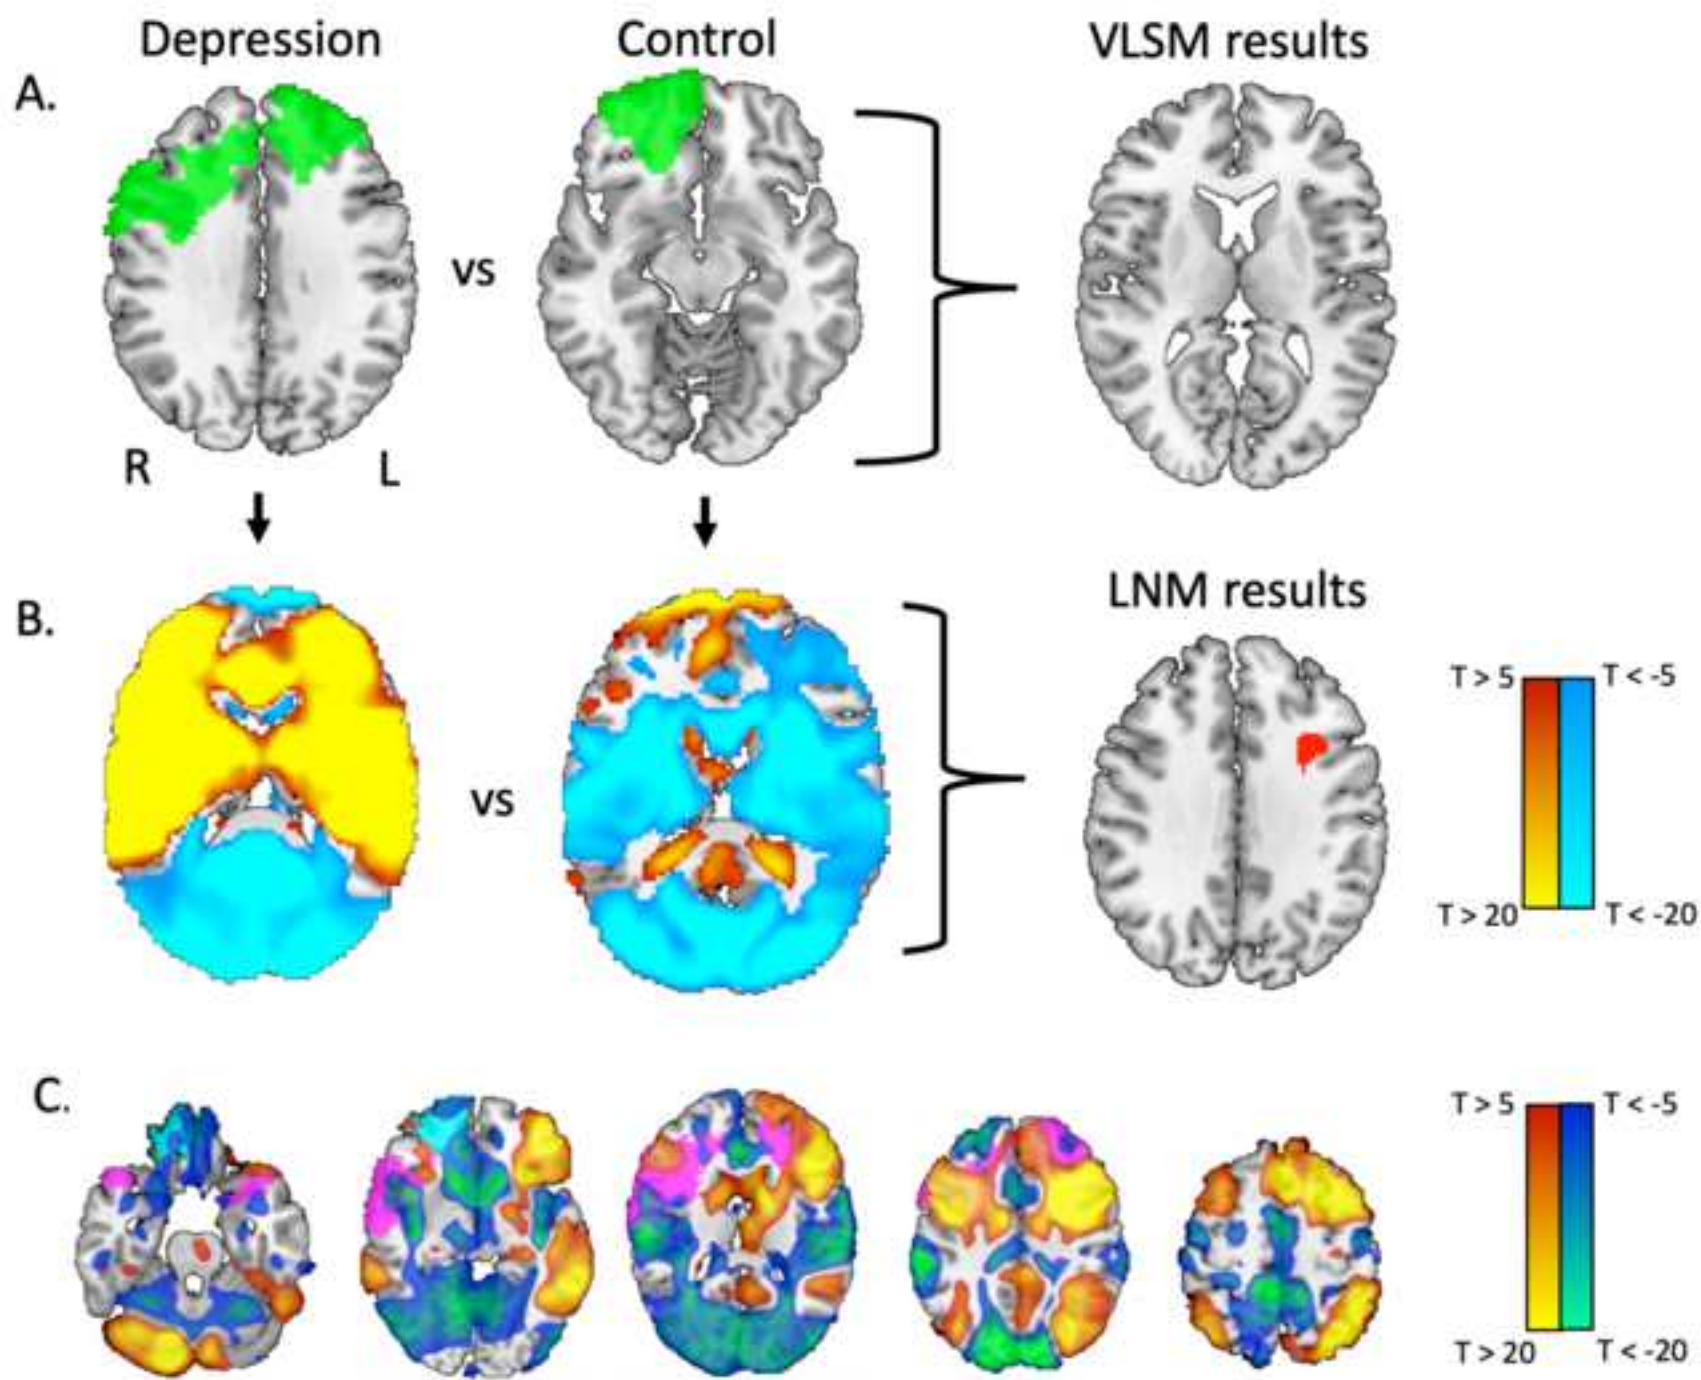 Depression Control VLSM results
A.
vs
R L
B.
LNM results
vs
T > 5 T < -5
T > 20 T < -20
C.
T > 5 T < -5
T > 20 T < -20